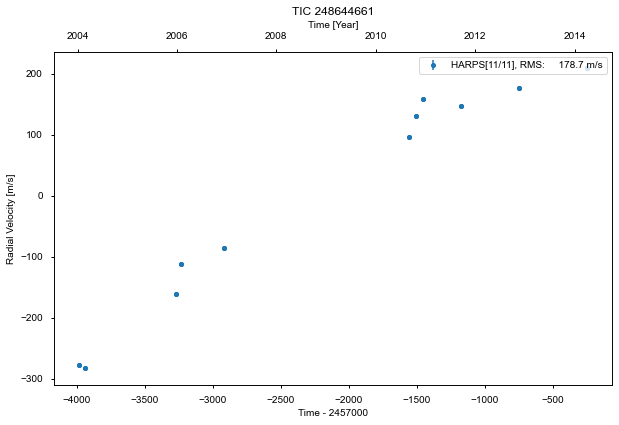 TIC 248644661
Time [Year]
2004 2006 2008 2010 2012 2014
HARPS[11/11], RMS: 178.7 m/s
200
100
0
−100
−200
−300
Radial Velocity [m/s]
−4000 −3500 −3000 −2500 −2000 −1500 −1000 −500
Time - 2457000